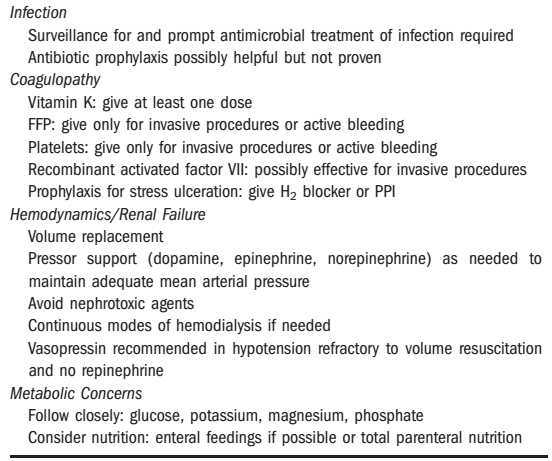 Infection
Surveillance for and prompt antimicrobial treatment of infection required
Antibiotic prophylaxis possibly helpful but not proven
Coagulopathy
Vitamin K: give at least one dose
FFP: give only for invasive procedures or active bleeding
Platelets: give only for invasive procedures or active bleeding
Recombinant activated factor VII: possibly effective for invasive procedures
Prophylaxis for stress ulceration: give H₂ blocker or PPI
Hemodynamics/Renal Failure
Volume replacement
Pressor support (dopamine, epinephrine, norepinephrine) as needed to
maintain adequate mean arterial pressure
Avoid nephrotoxic agents
Continuous modes of hemodialysis if needed
Vasopressin recommended in hypotension refractory to volume resuscitation
and no repinephrine
Metabolic Concerns
Follow closely: glucose, potassium, magnesium, phosphate
Consider nutrition: enteral feedings if possible or total parenteral nutrition